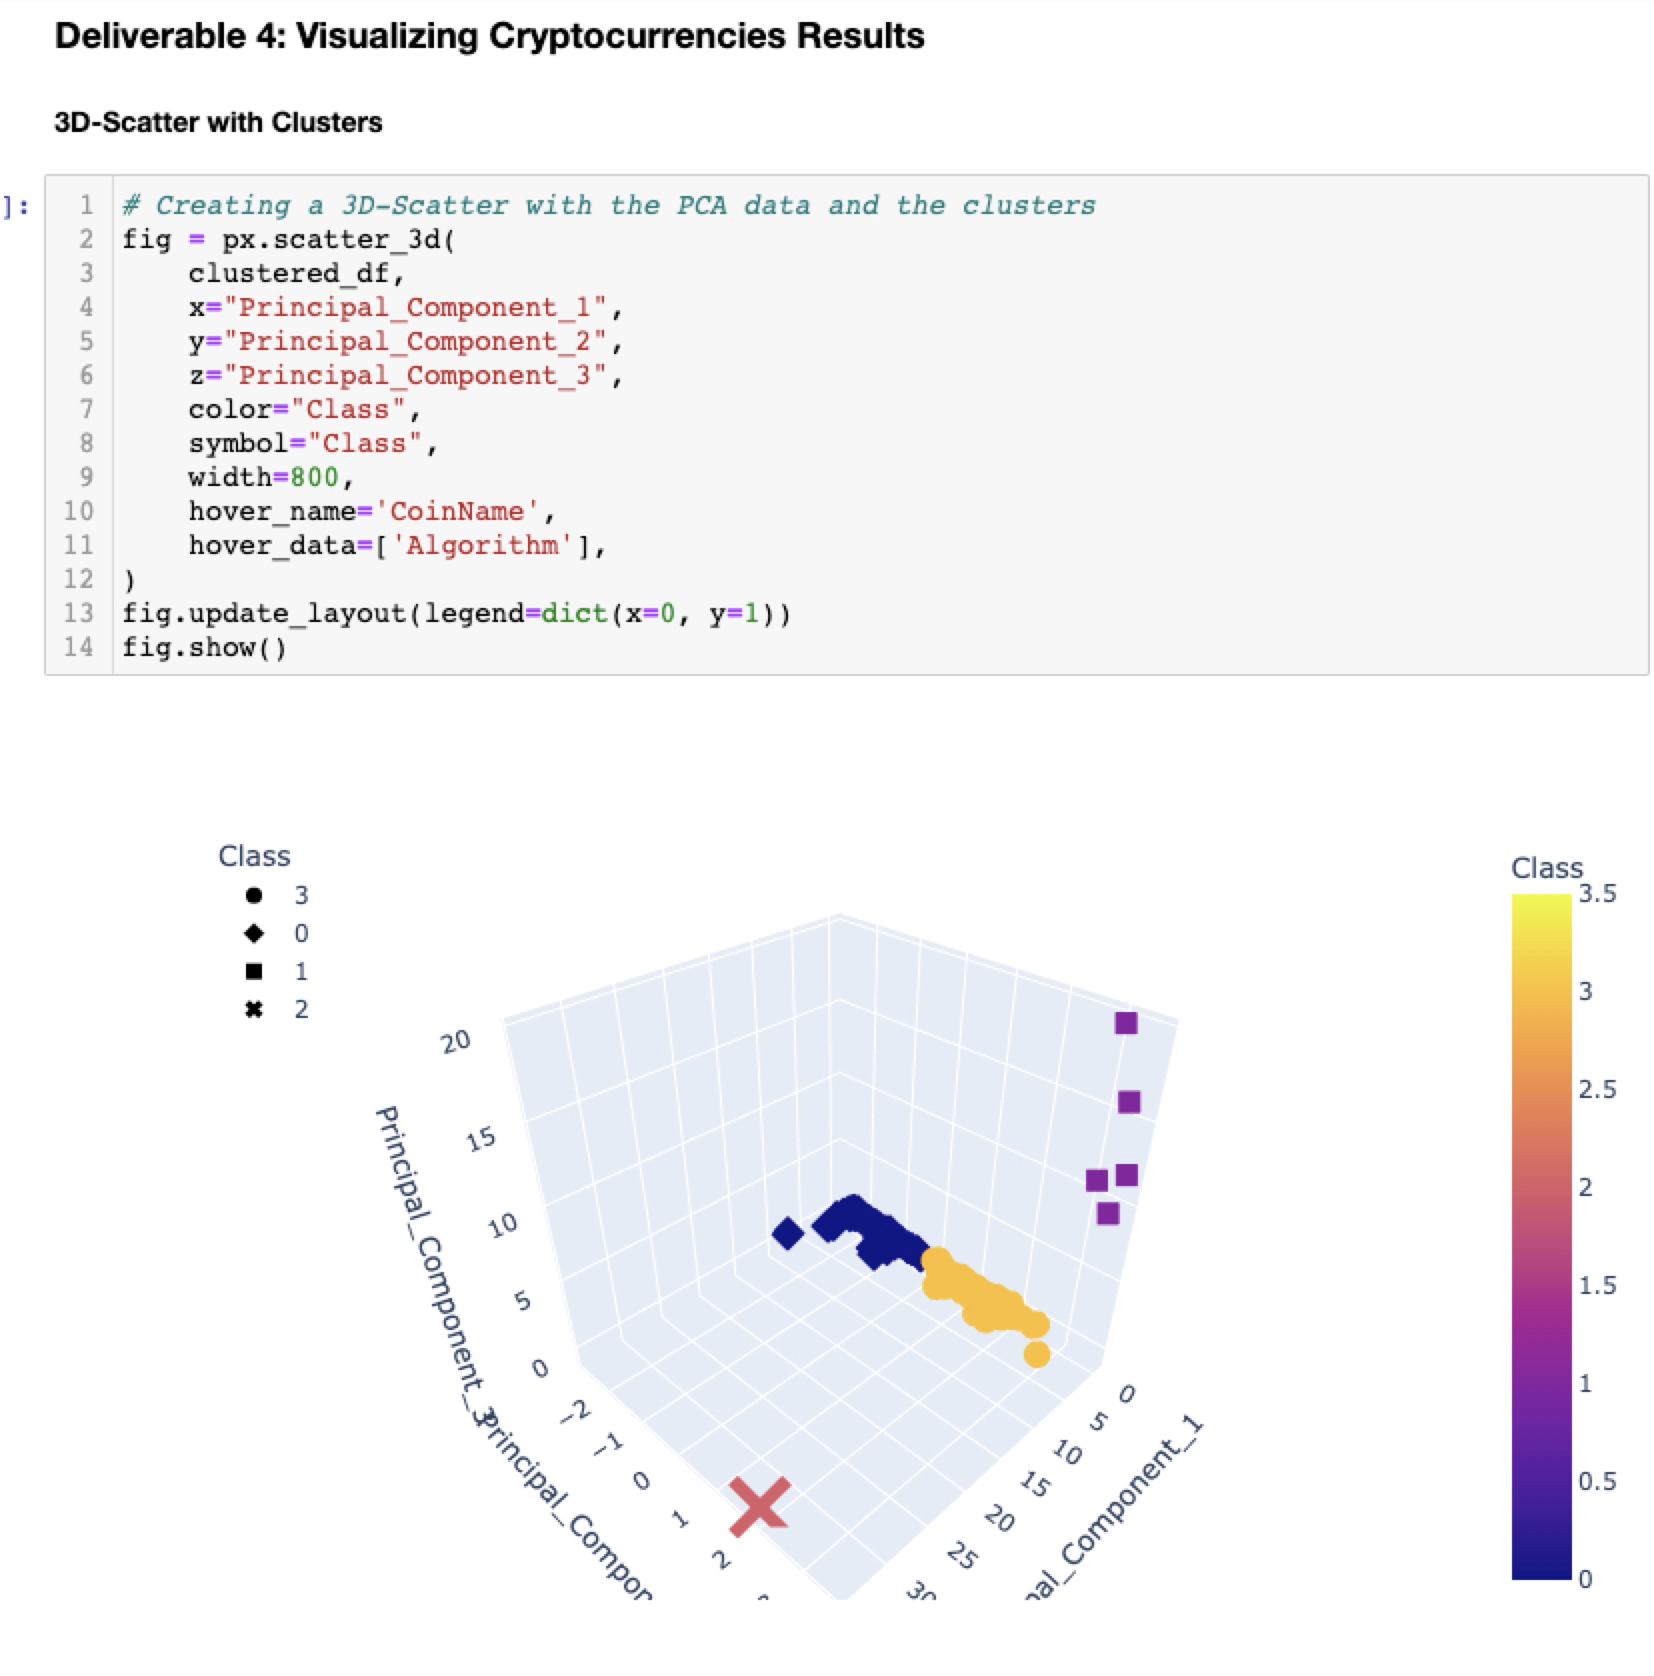 Deliverable 4: Visualizing Cryptocurrencies Results
3D-Scatter with Clusters
]:
1 # Creating a 3D-Scatter with the PCA data and the clusters
2 fig = px.scatter_3d(
3 clustered_df,
4 x="Principal_Component_1",
5 y="Principal_Component_2",
6 z="Principal_Component_3",
7 color="Class",
8 symbol="Class",
9 width=800,
10 hover_name='CoinName',
11 hover_data=['Algorithm'],
12 )
13 fig.update_layout(legend=dict(x=0, y=1))
14 fig.show()
Class
3
0
1
2
Class
3.5
3
2.5
2
1.5
1
0.5
0
20
15
10
5
0
Principal_Component_3
−2
−1
0
1
2
Principal_Compon
0
5
10
15
20
25
30
pal_Component_1